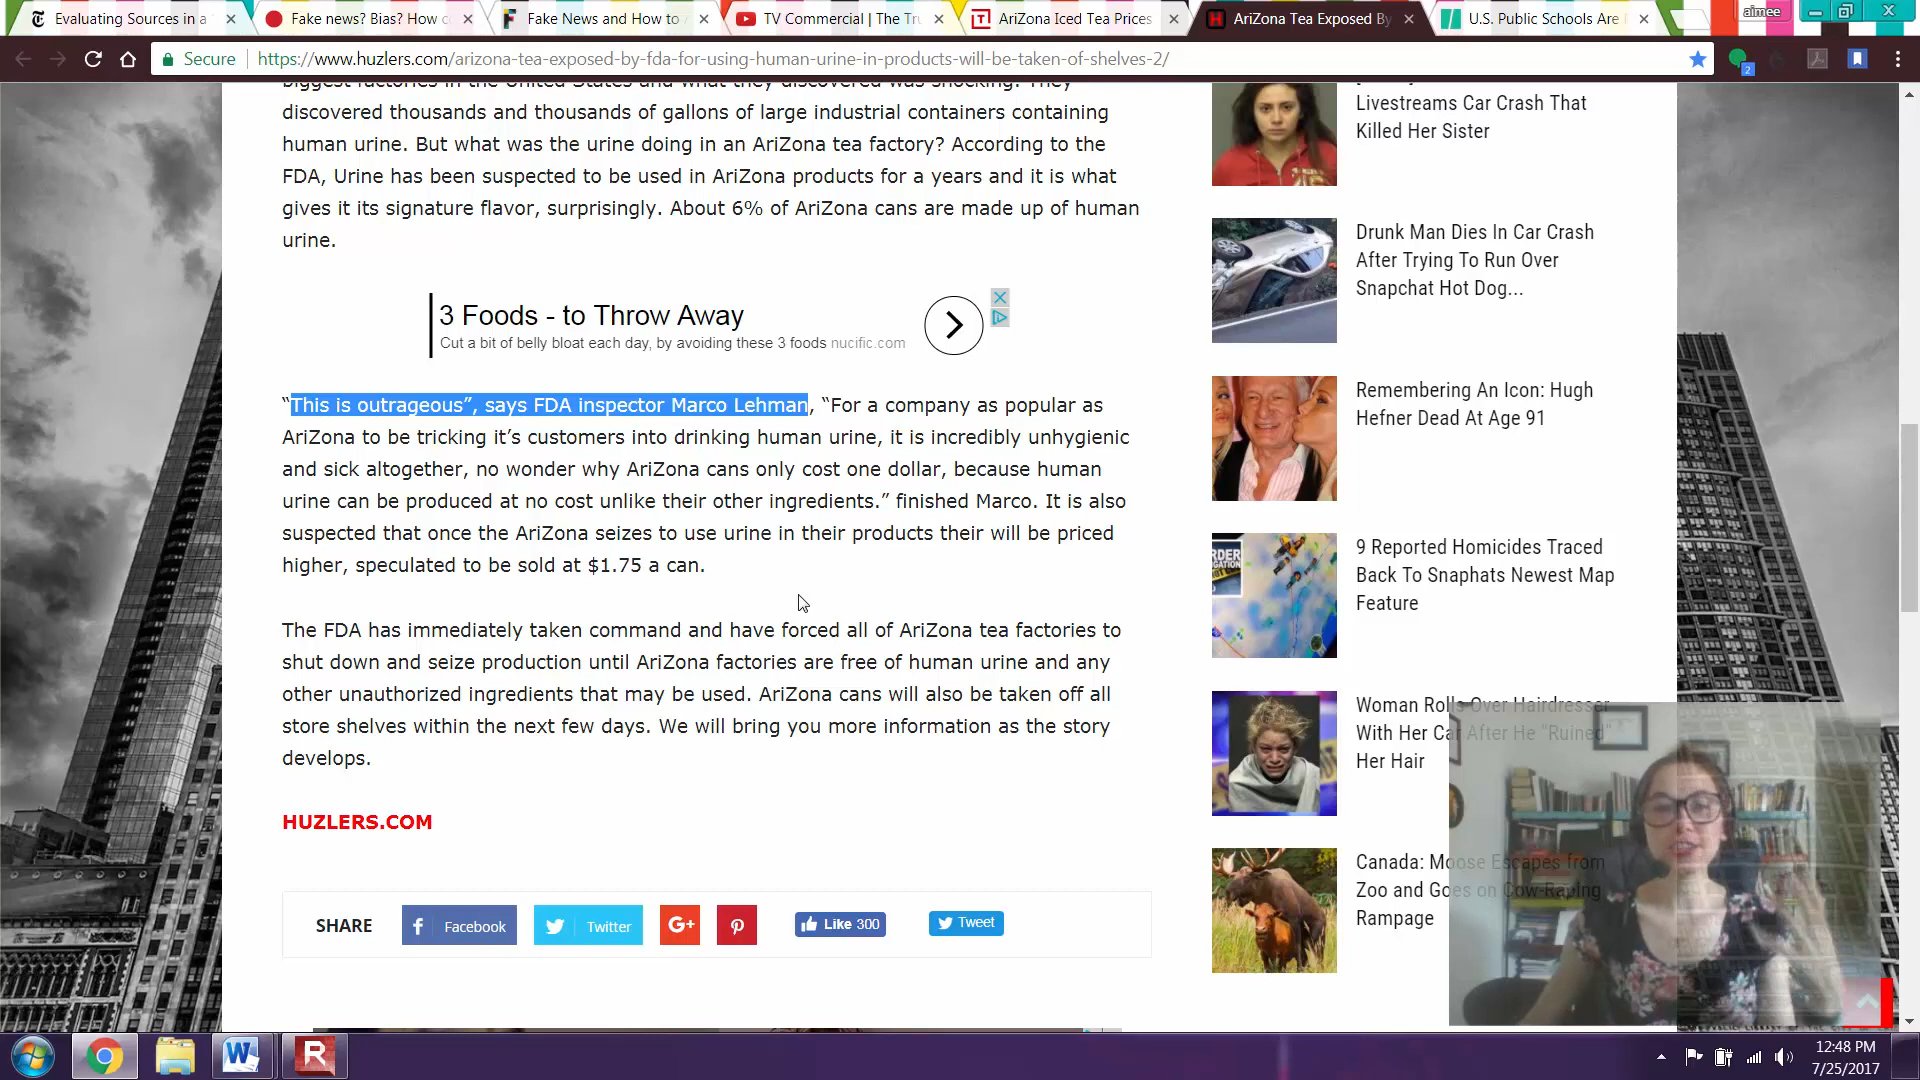 Evaluating Sources in a
Fake news? Bias? How c
Fake News and How to
TV Commercial | The Tru
AriZona Iced Tea Prices
AriZona Tea Exposed By
U.S. Public Schools Are
aimee
Secure
https://www.huzlers.com/arizona-tea-exposed-by-fda-for-using-human-urine-in-products-will-be-taken-of-shelves-2/
2
biggest factories in the United States and what they discovered was shocking. They
discovered thousands and thousands of gallons of large industrial containers containing
human urine. But what was the urine doing in an AriZona tea factory? According to the
FDA, Urine has been suspected to be used in AriZona products for a years and it is what
gives it its signature flavor, surprisingly. About 6% of AriZona cans are made up of human
urine.
3 Foods - to Throw Away
Cut a bit of belly bloat each day, by avoiding these 3 foods nucific.com
“This is outrageous”, says FDA inspector Marco Lehman, “For a company as popular as
AriZona to be tricking it’s customers into drinking human urine, it is incredibly unhygienic
and sick altogether, no wonder why AriZona cans only cost one dollar, because human
urine can be produced at no cost unlike their other ingredients.” finished Marco. It is also
suspected that once the AriZona seizes to use urine in their products their will be priced
higher, speculated to be sold at $1.75 a can.
The FDA has immediately taken command and have forced all of AriZona tea factories to
shut down and seize production until AriZona factories are free of human urine and any
other unauthorized ingredients that may be used. AriZona cans will also be taken off all
store shelves within the next few days. We will bring you more information as the story
develops.
HUZLERS.COM
SHARE
Facebook
Twitter
G+
Like 300
Tweet
Livestreams Car Crash That
Killed Her Sister
Drunk Man Dies In Car Crash
After Trying To Run Over
Snapchat Hot Dog...
Remembering An Icon: Hugh
Hefner Dead At Age 91
9 Reported Homicides Traced
Back To Snaphats Newest Map
Feature
Woman Rolls Over Hairdresser
With Her Car After He "Ruined"
Her Hair
Canada: Moose Escapes from
Zoo and Goes on Cow-Raping
Rampage
12:48 PM
7/25/2017